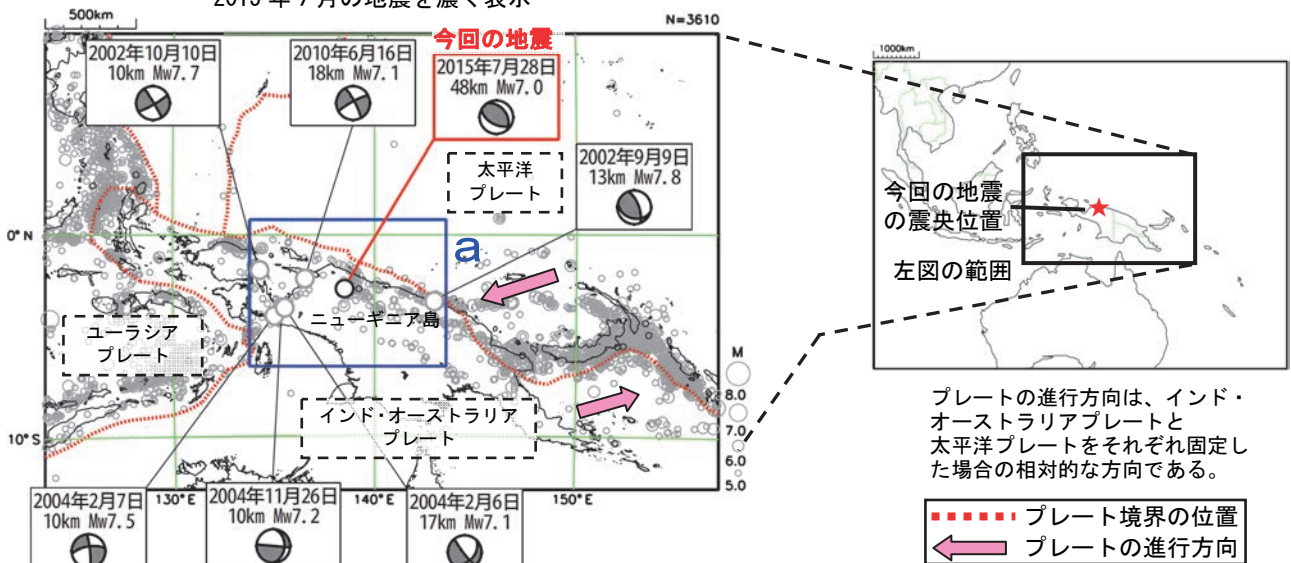 2015 年 7 月の地震を濃く表示
500km
N=3610
2002年10月10日
10km Mw7.7
2010年6月16日
18km Mw7.1
今回の地震
2015年7月28日
48km Mw7.0
太平洋
プレート
2002年9月9日
13km Mw7.8
0°N
a
ニューギニア島
ユーラシア
プレート
インド・オーストラリア
プレート
10°S
M
8.0
7.0
6.0
5.0
130°E
140°E
150°E
2004年2月7日
10km Mw7.5
2004年11月26日
10km Mw7.2
2004年2月6日
17km Mw7.1
1000km
今回の地震
の震央位置
左図の範囲
プレートの進行方向は、インド・
オーストラリアプレートと
太平洋プレートをそれぞれ固定し
た場合の相対的な方向である。
プレート境界の位置
プレートの進行方向